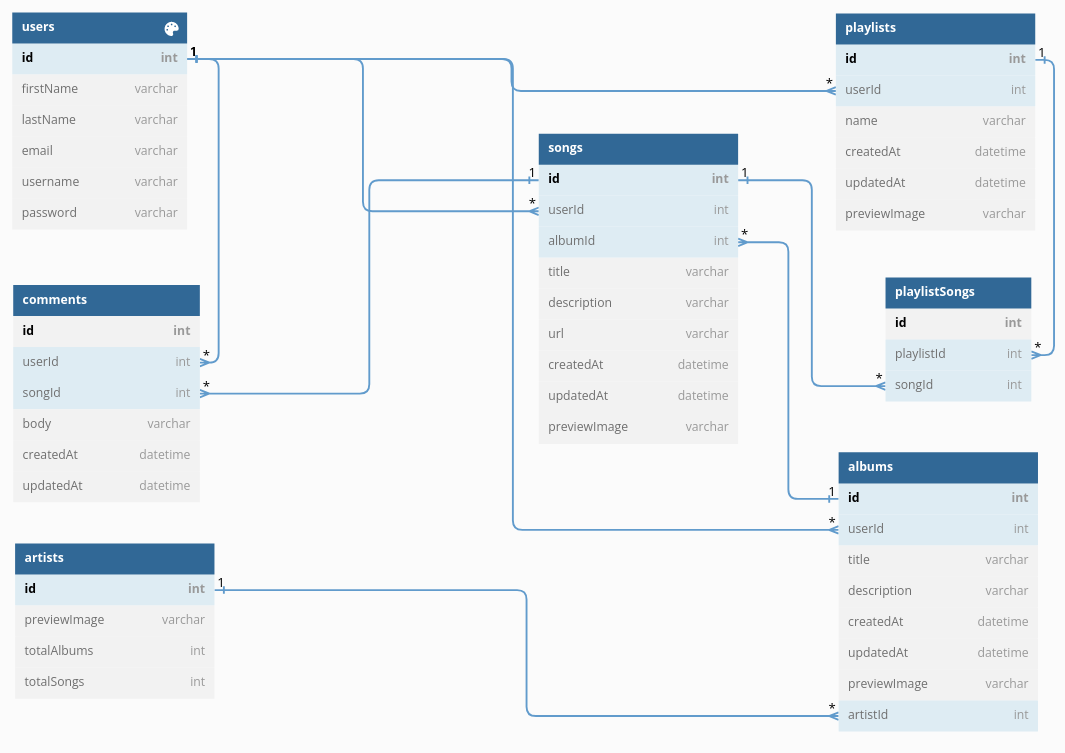 users
id int
firstName varchar
lastName varchar
email varchar
username varchar
password varchar
1
*
*
comments
id int
userId int
songId int
body varchar
createdAt datetime
updatedAt datetime
artists
id int
previewImage varchar
totalAlbums int
totalSongs int
1
songs
id int
userId int
albumId int
title varchar
description varchar
url varchar
createdAt datetime
updatedAt datetime
previewImage varchar
1
*
1
*
playlists
id int
userId int
name varchar
createdAt datetime
updatedAt datetime
previewImage varchar
1
*
playlistSongs
id int
playlistId int
songId int
*
*
albums
id int
userId int
title varchar
description varchar
createdAt datetime
updatedAt datetime
previewImage varchar
artistId int
1
*
*